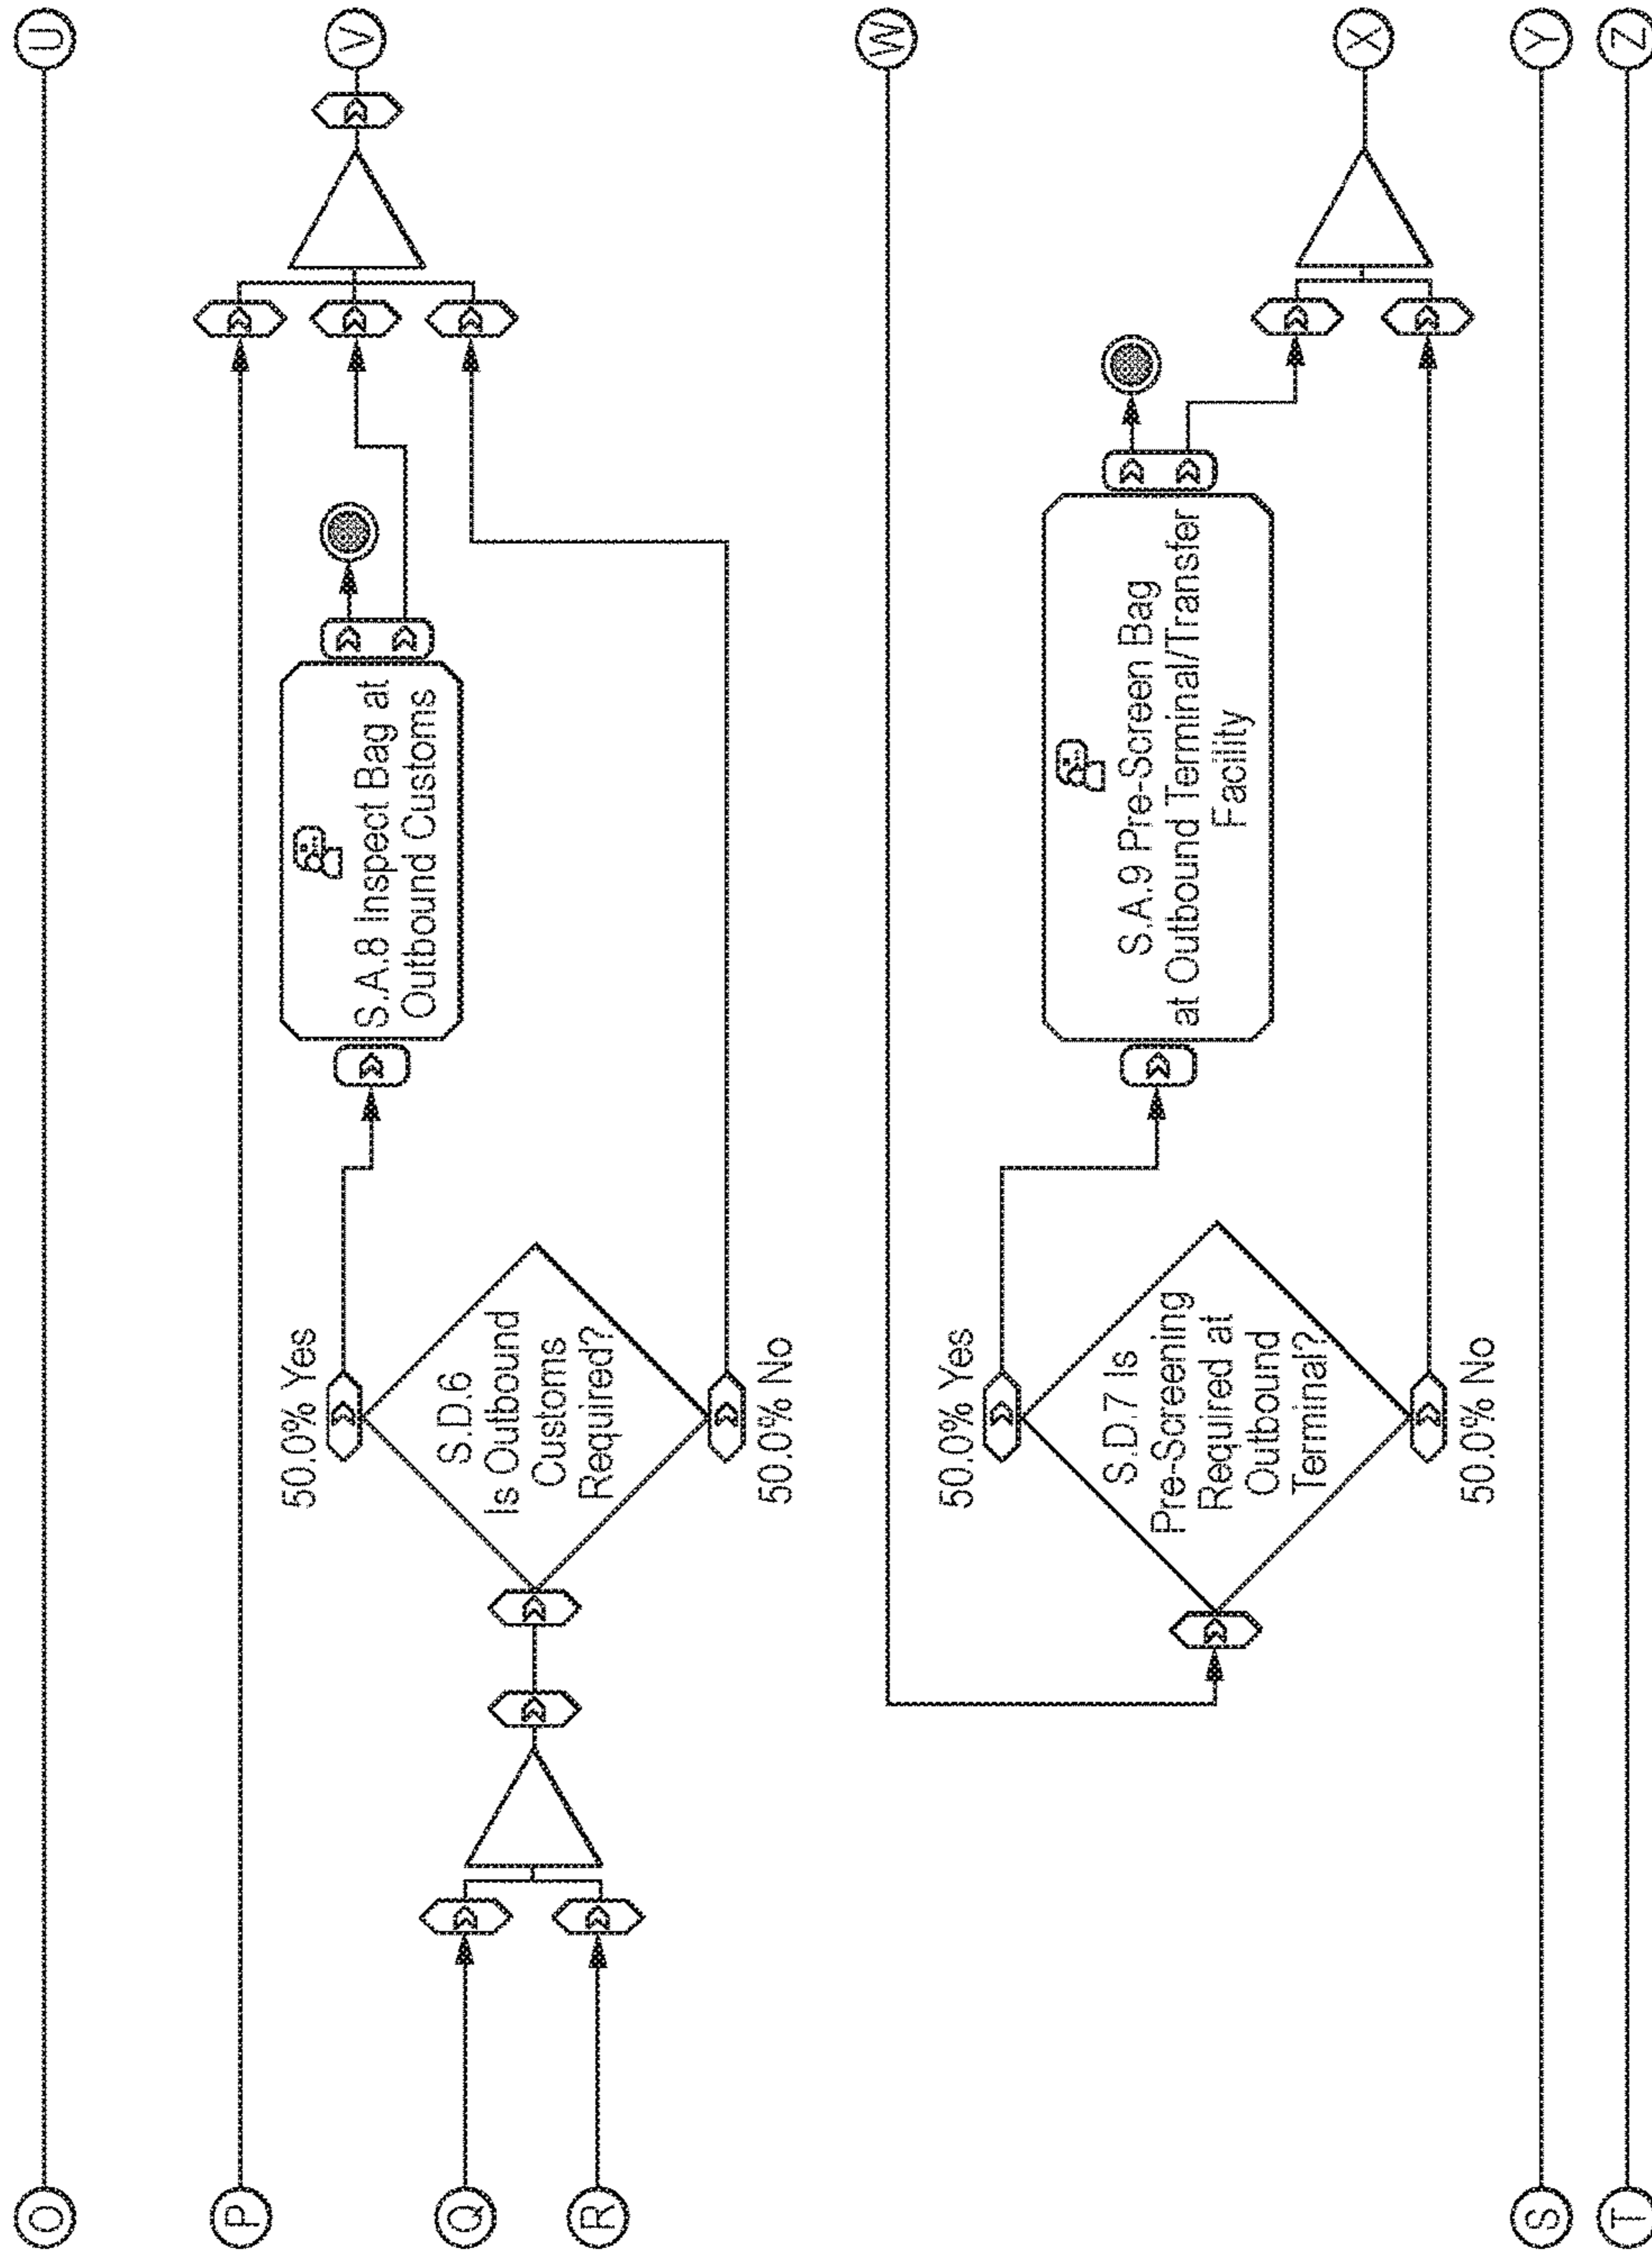 O
U
P
50.0% Yes
S.A.8 Inspect Bag at
Outbound Customs
V
Q
R
S.D.6
Is Outbound
Customs
Required?
50.0% No
W
50.0% Yes
S.D.7 Is
Pre-Screening
Required at
Outbound
Terminal?
50.0% No
S.A.9 Pre-Screen Bag
at Outbound Terminal/Transfer
Facility
X
S
Y
T
Z